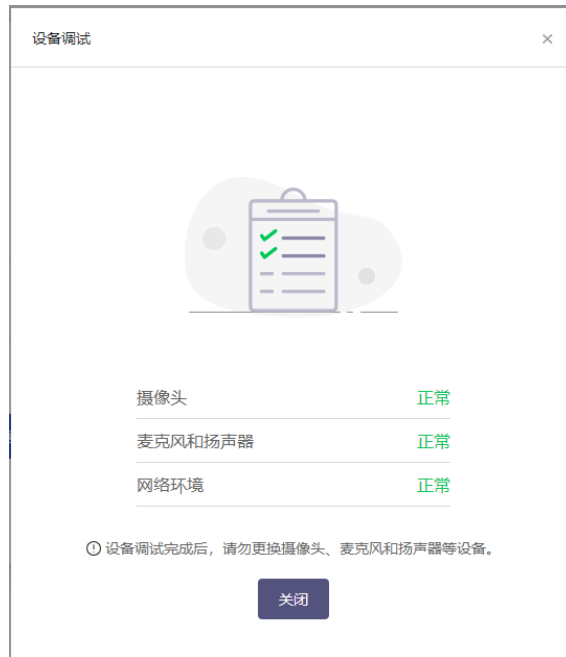 设备调试
摄像头 正常
麦克风和扬声器 正常
网络环境 正常
设备调试完成后，请勿更换摄像头、麦克风和扬声器等设备。
关闭